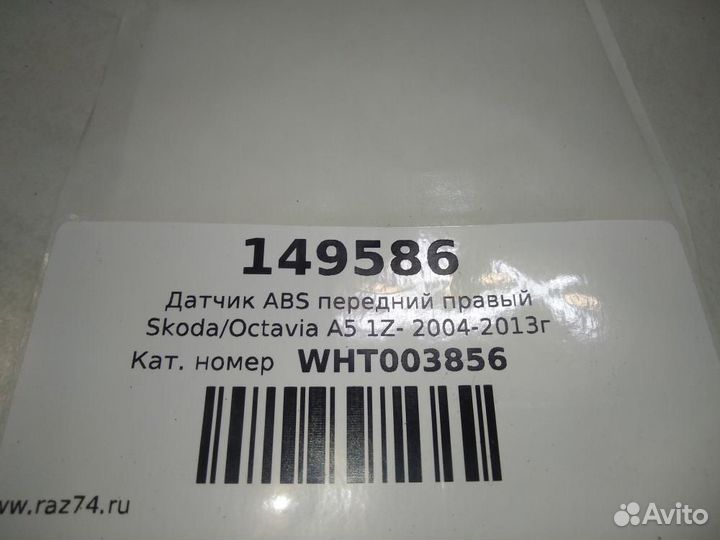 149586
Датчик ABS передний правый
Skoda/Octavia A5 1Z- 2004-2013г
Кат. номер WHT003856
www.raz74.ru
Avito